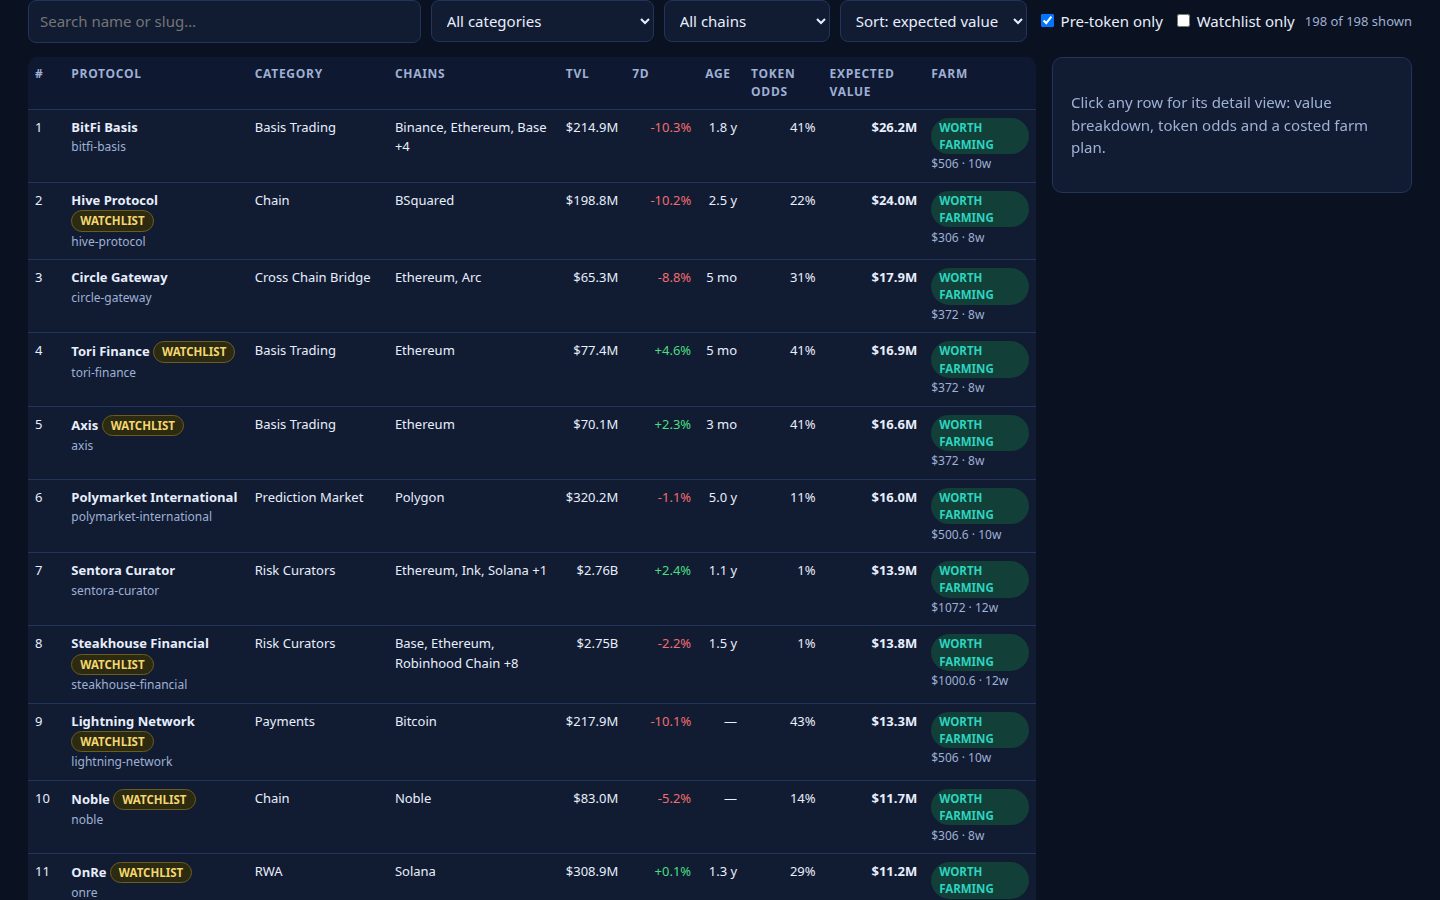 Search name or slug...
All categories
All chains
Sort: expected value
Pre-token only
Watchlist only
198 of 198 shown
# PROTOCOL CATEGORY CHAINS TVL 7D AGE TOKEN ODDS EXPECTED VALUE FARM
1 BitFi Basis Basis Trading Binance, Ethereum, Base $214.9M -10.3% 1.8 y 41% $26.2M WORTH FARMING
bitfi-basis +4 $506 · 10w
2 Hive Protocol Chain BSquared $198.8M -10.2% 2.5 y 22% $24.0M WORTH FARMING
WATCHLIST
hive-protocol $306 · 8w
3 Circle Gateway Cross Chain Bridge Ethereum, Arc $65.3M -8.8% 5 mo 31% $17.9M WORTH FARMING
circle-gateway $372 · 8w
4 Tori Finance WATCHLIST Basis Trading Ethereum $77.4M +4.6% 5 mo 41% $16.9M WORTH FARMING
tori-finance $372 · 8w
5 Axis WATCHLIST Basis Trading Ethereum $70.1M +2.3% 3 mo 41% $16.6M WORTH FARMING
axis $372 · 8w
6 Polymarket International Prediction Market Polygon $320.2M -1.1% 5.0 y 11% $16.0M WORTH FARMING
polymarket-international $500.6 · 10w
7 Sentora Curator Risk Curators Ethereum, Ink, Solana +1 $2.76B +2.4% 1.1 y 1% $13.9M WORTH FARMING
sentora-curator $1072 · 12w
8 Steakhouse Financial Risk Curators Base, Ethereum, $2.75B -2.2% 1.5 y 1% $13.8M WORTH FARMING
WATCHLIST Robinhood Chain +8
steakhouse-financial $1000.6 · 12w
9 Lightning Network Payments Bitcoin $217.9M -10.1% — 43% $13.3M WORTH FARMING
WATCHLIST
lightning-network $506 · 10w
10 Noble WATCHLIST Chain Noble $83.0M -5.2% — 14% $11.7M WORTH FARMING
noble $306 · 8w
11 OnRe WATCHLIST RWA Solana $308.9M +0.1% 1.3 y 29% $11.2M WORTH FARMING
onre
Click any row for its detail view: value
breakdown, token odds and a costed farm
plan.